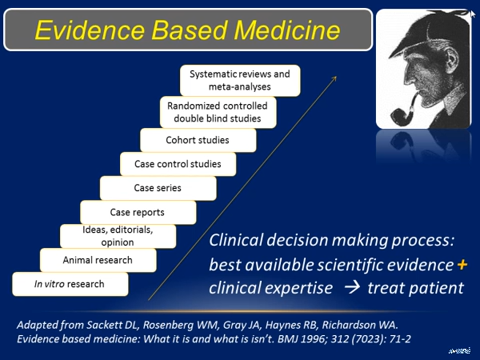 Evidence Based Medicine
Systematic reviews and
meta-analyses
Randomized controlled
double blind studies
Cohort studies
Case control studies
Case series
Case reports
Ideas, editorials,
opinion
Animal research
In vitro research
Clinical decision making process:
best available scientific evidence +
clinical expertise → treat patient
Adapted from Sackett DL, Rosenberg WM, Gray JA, Haynes RB, Richardson WA.
Evidence based medicine: What it is and what is isn't. BMJ 1996; 312 (7023): 71-2